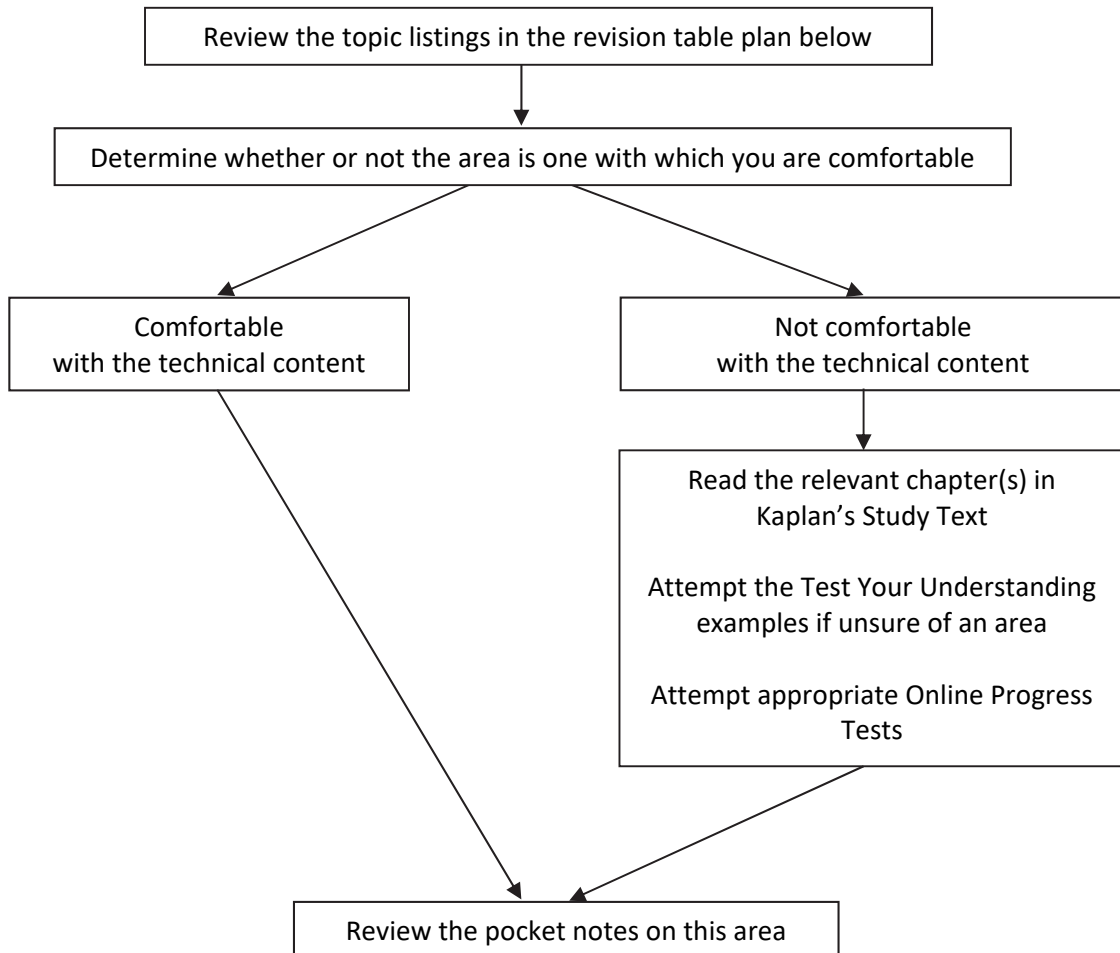 Review the topic listings in the revision table plan below
Determine whether or not the area is one with which you are comfortable
Comfortable
with the technical content
Not comfortable
with the technical content
Read the relevant chapter(s) in
Kaplan’s Study Text
Attempt the Test Your Understanding
examples if unsure of an area
Attempt appropriate Online Progress
Tests
Review the pocket notes on this area